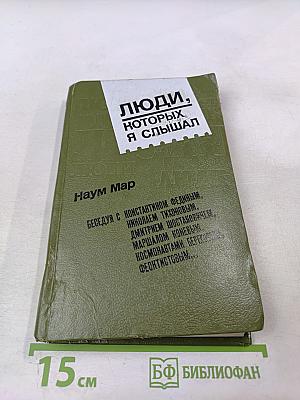 ЛЮДИ,
КОТОРЫХ
Я СЛЫШАЛ
Наум Мар
БЕСЕДУЯ С КОНСТАНТИНОМ ФЕДИНЫМ,
НИКОЛАЕМ ТИХОНОВЫМ,
ДМИТРИЕМ ШОСТАКОВИЧЕМ,
МАРШАЛОМ КОНЕВЫМ,
КОСМОНАВТАМИ БЕРЕГОВЫМ,
ФЕОКТИСТОВЫМ...
15 см
БФ БИБЛИОФАН